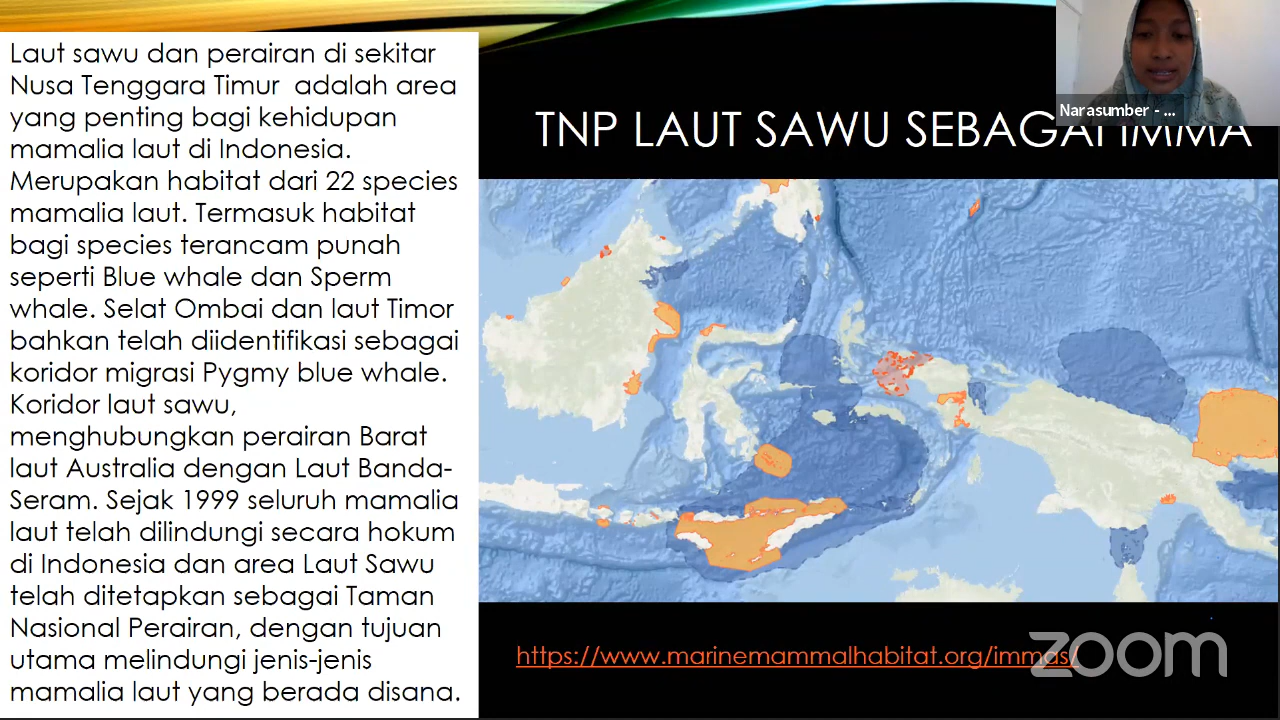 Laut sawu dan perairan di sekitar
Nusa Tenggara Timur adalah area
yang penting bagi kehidupan
mamalia laut di Indonesia.
Merupakan habitat dari 22 species
mamalia laut. Termasuk habitat
bagi species terancam punah
seperti Blue whale dan Sperm
whale. Selat Ombai dan laut Timor
bahkan telah diidentifikasi sebagai
koridor migrasi Pygmy blue whale.
Koridor laut sawu,
menghubungkan perairan Barat
laut Australia dengan Laut Banda-
Seram. Sejak 1999 seluruh mamalia
laut telah dilindungi secara hokum
di Indonesia dan area Laut Sawu
telah ditetapkan sebagai Taman
Nasional Perairan, dengan tujuan
utama melindungi jenis-jenis
mamalia laut yang berada disana.
Narasumber - ...
TNP LAUT SAWU SEBAGAI IMMA
https://www.marinemammalhabitat.org/immas/
zoom